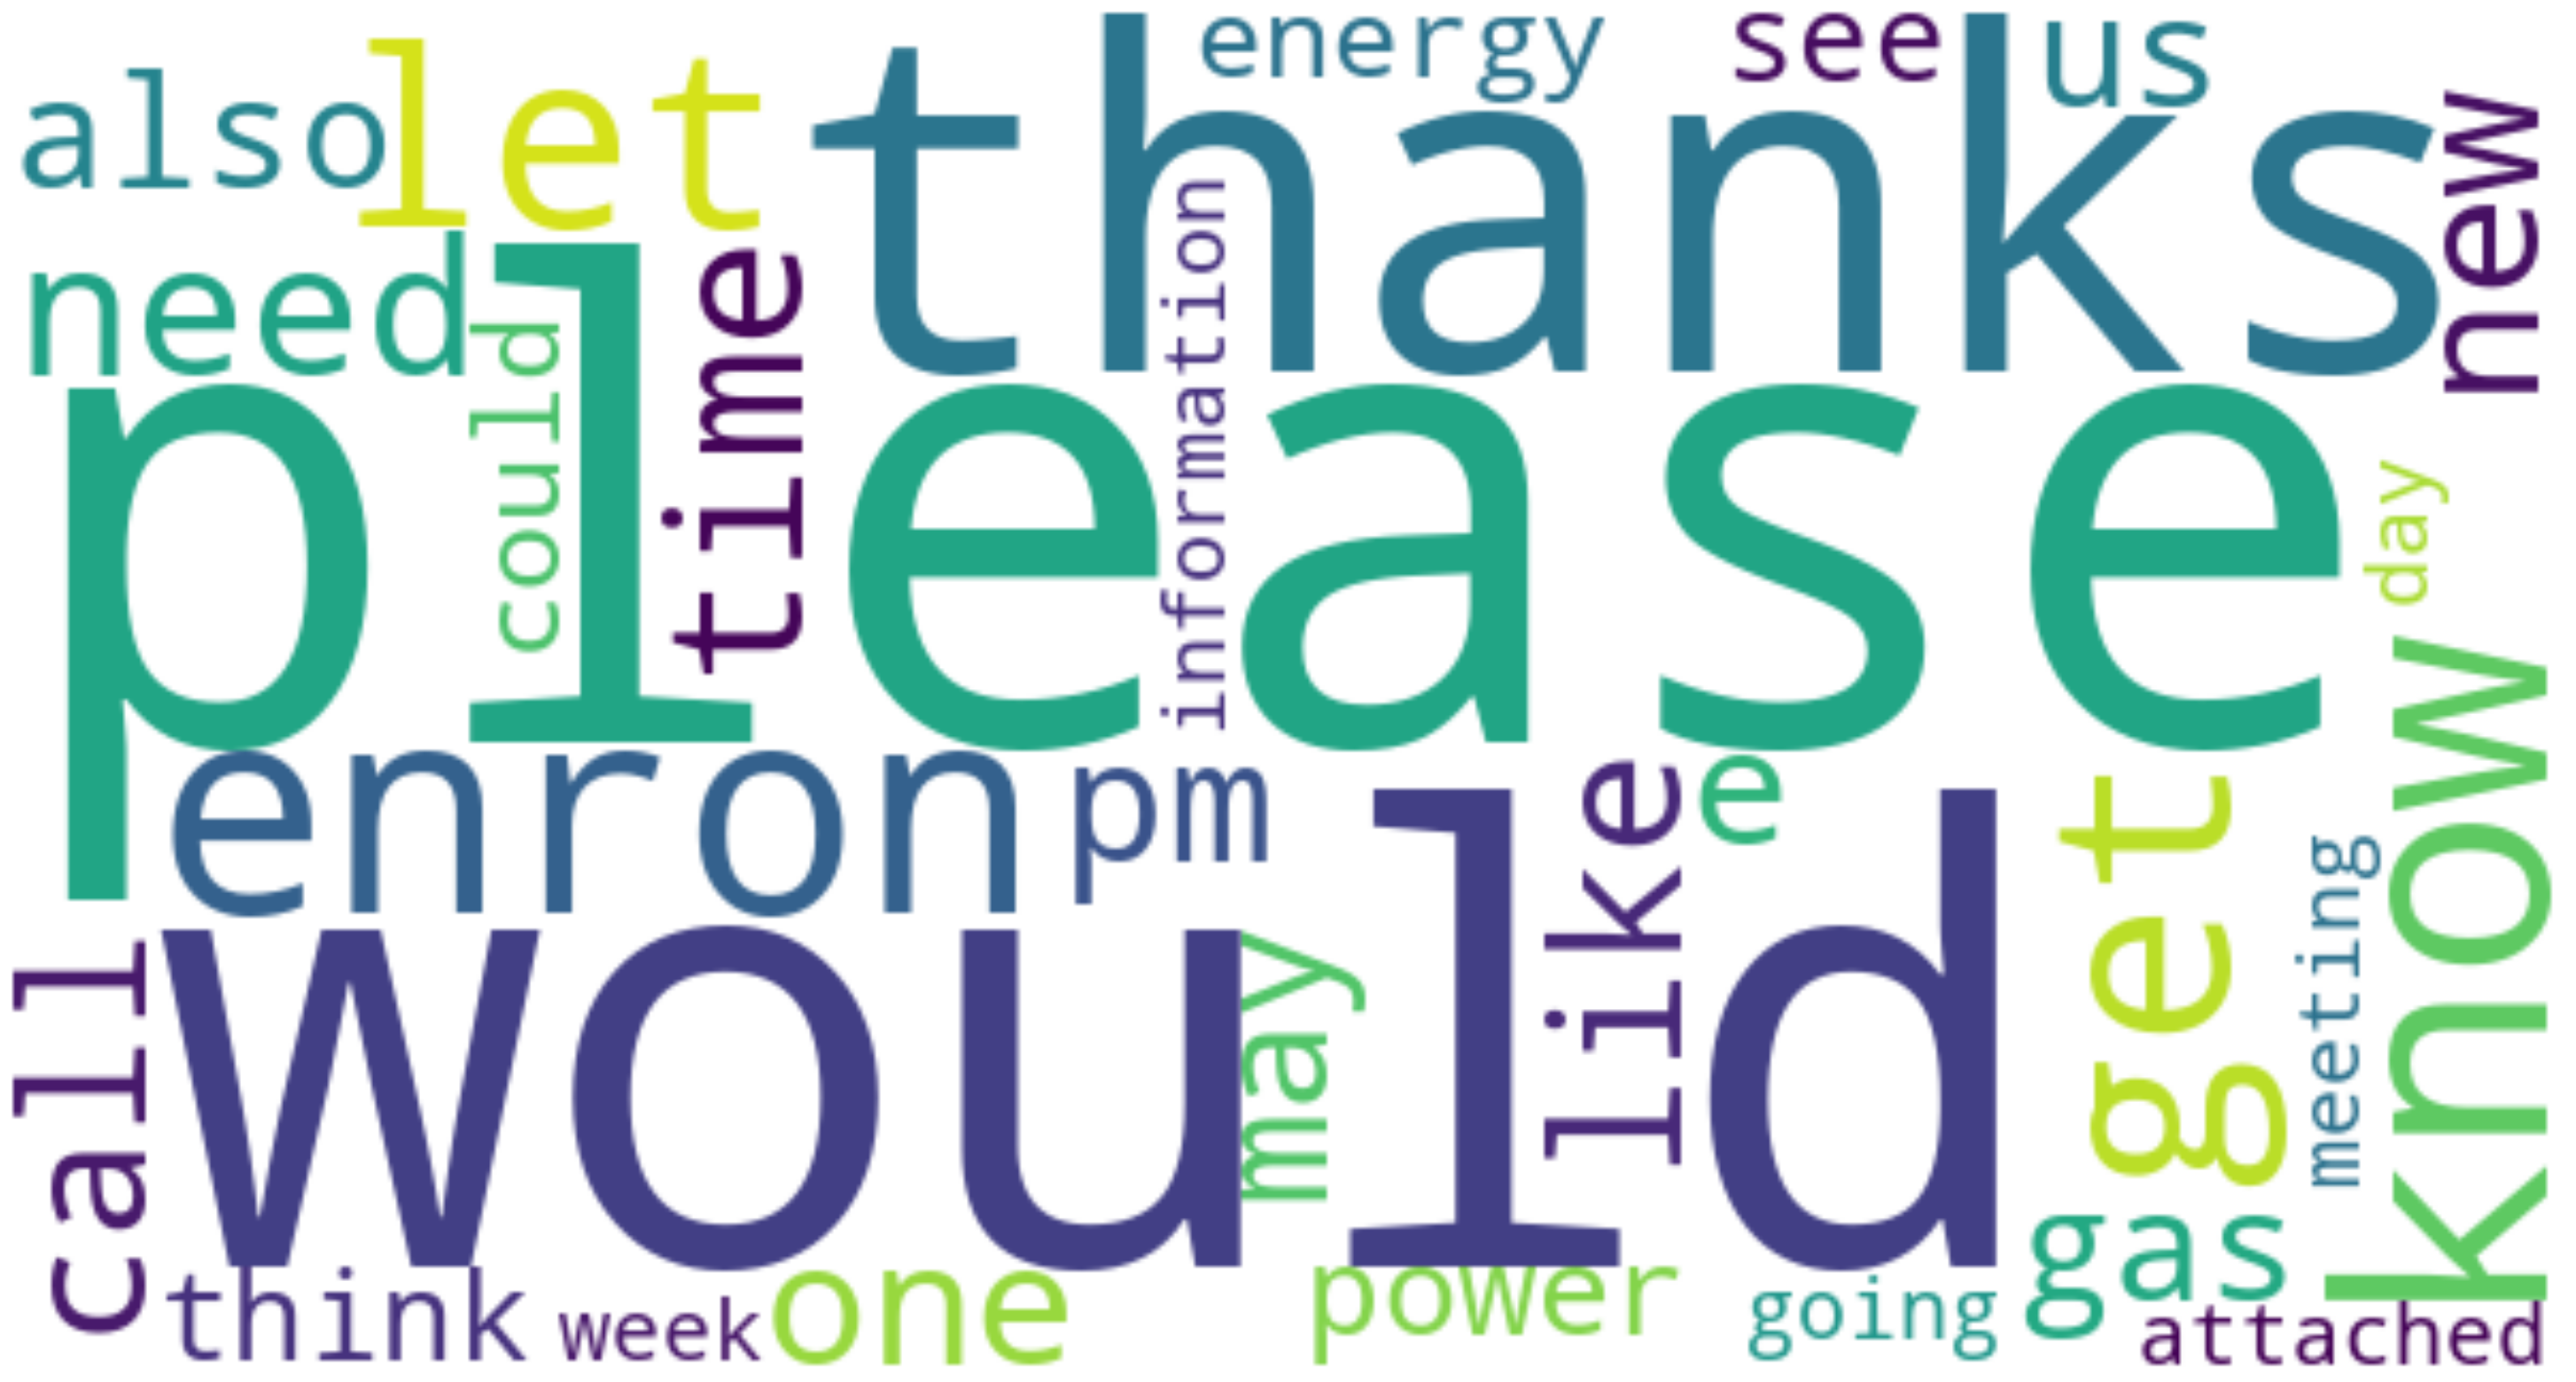 energy
see
us
also
let
thanks
new
need
could
time
information
please
day
enron
pm
like
e
get
know
meeting
call
would
may
gas
think
week
one
power
going
attached